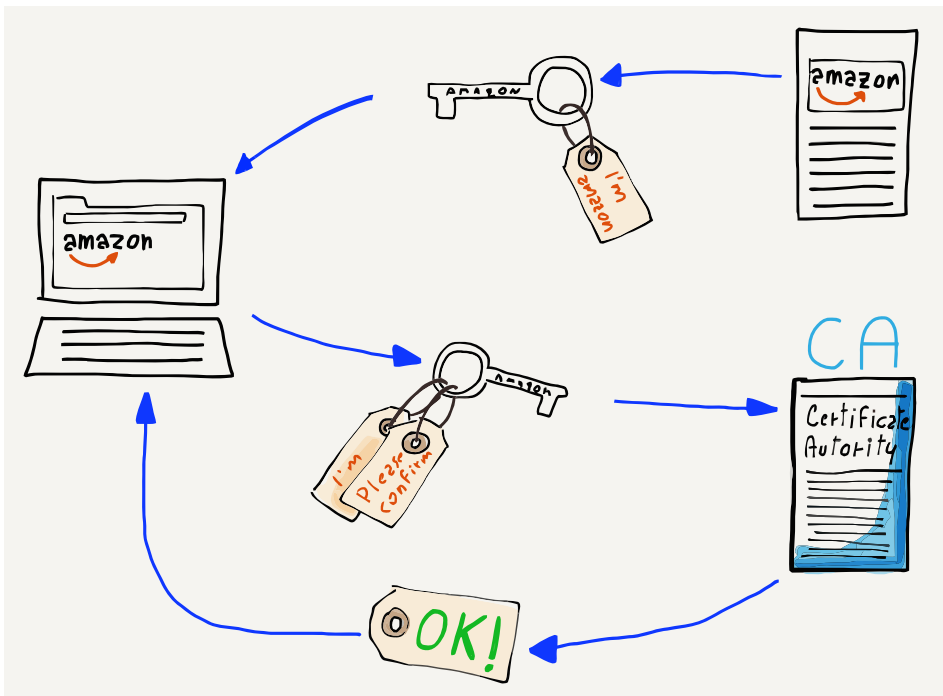 AMAZON
amazon
I'm
amazon
amazon
CA
amazon
Certificate
Autority
I'm
Please
confirm
OK!